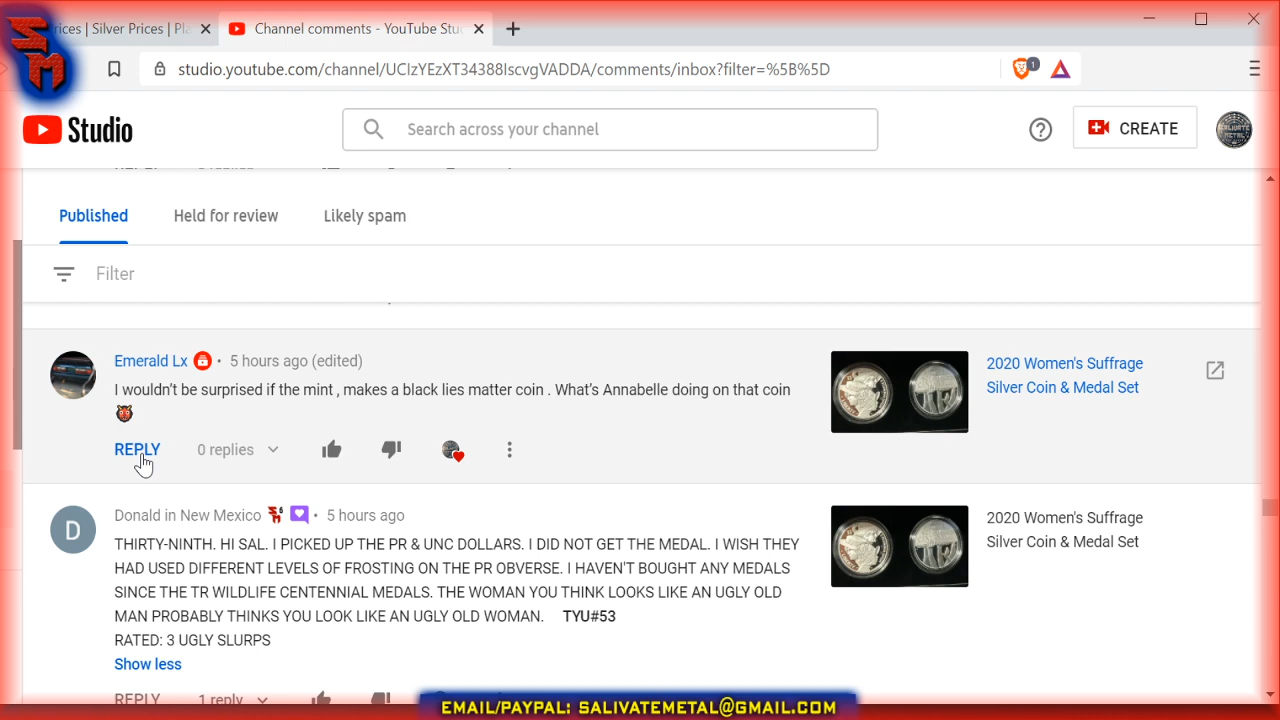 SM
rices | Silver Prices | Pla
Channel comments - YouTube Stu
studio.youtube.com/channel/UCIzYEzXT34388IscvgVADDA/comments/inbox?filter=%5B%5D
1
Studio
Search across your channel
CREATE
Published
Held for review
Likely spam
Filter
Emerald Lx • 5 hours ago (edited)
I wouldn't be surprised if the mint , makes a black lies matter coin . What's Annabelle doing on that coin
👹
2020 Women's Suffrage
Silver Coin & Medal Set
REPLY 0 replies
D
Donald in New Mexico • 5 hours ago
THIRTY-NINTH. HI SAL. I PICKED UP THE PR & UNC DOLLARS. I DID NOT GET THE MEDAL. I WISH THEY
HAD USED DIFFERENT LEVELS OF FROSTING ON THE PR OBVERSE. I HAVEN'T BOUGHT ANY MEDALS
SINCE THE TR WILDLIFE CENTENNIAL MEDALS. THE WOMAN YOU THINK LOOKS LIKE AN UGLY OLD
MAN PROBABLY THINKS YOU LOOK LIKE AN UGLY OLD WOMAN. TYU#53
RATED: 3 UGLY SLURPS
Show less
2020 Women's Suffrage
Silver Coin & Medal Set
REPLY 1 reply
EMAIL/PAYPAL: SALIVATEMETAL@GMAIL.COM